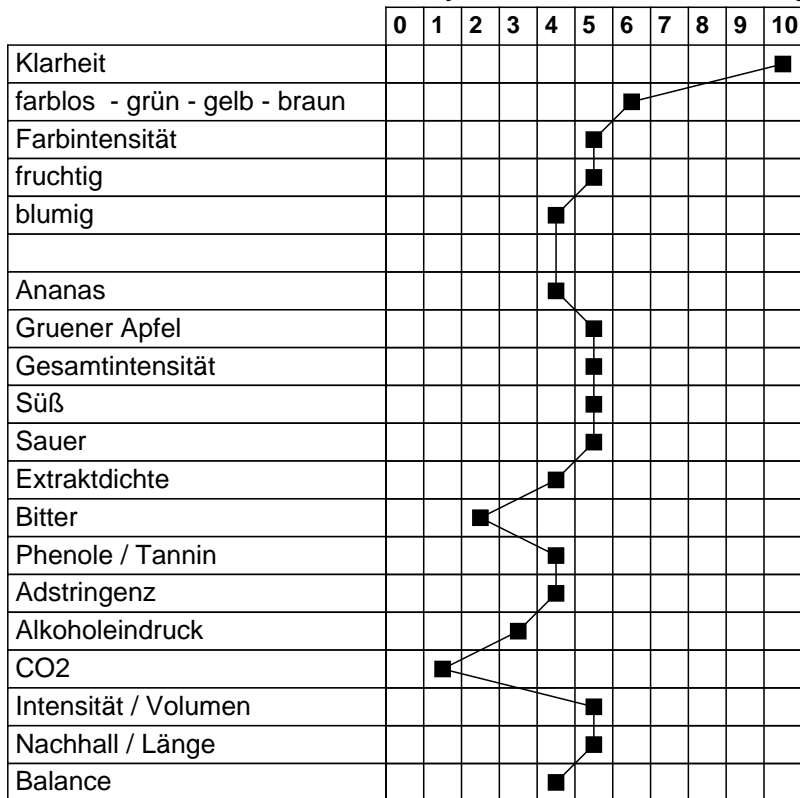 0 1 2 3 4 5 6 7 8 9 10
Klarheit
farblos - grün - gelb - braun
Farbintensität
fruchtig
blumig
Ananas
Gruener Apfel
Gesamtintensität
Süß
Sauer
Extraktdichte
Bitter
Phenole / Tannin
Adstringenz
Alkoholeindruck
CO2
Intensität / Volumen
Nachhall / Länge
Balance